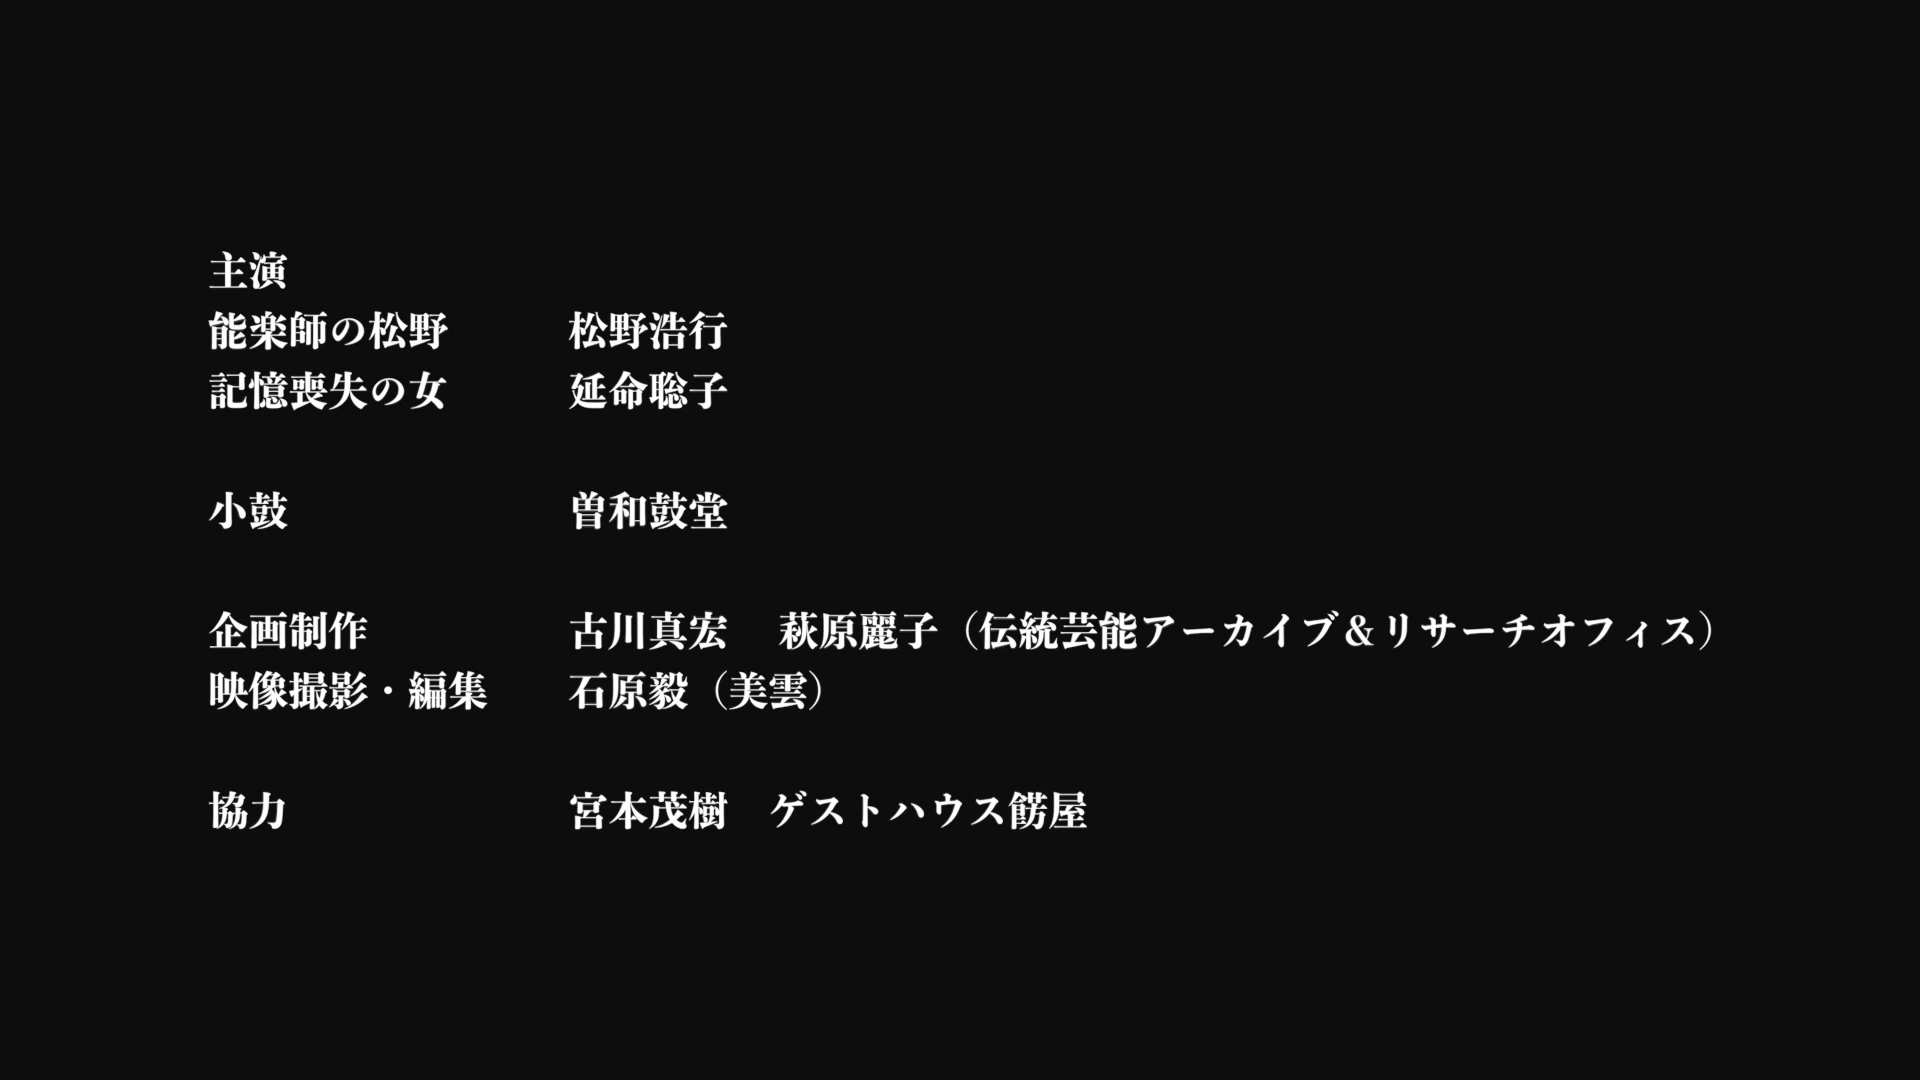 主演
能楽師の松野　　　松野浩行
記憶喪失の女　　　延命聡子
小鼓　　　　　　　曽和鼓堂
企画制作　　　　　古川真宏　萩原麗子（伝統芸能アーカイブ＆リサーチオフィス）
映像撮影・編集　　石原毅（美雲）
協力　　　　　　　宮本茂樹　ゲストハウス餝屋